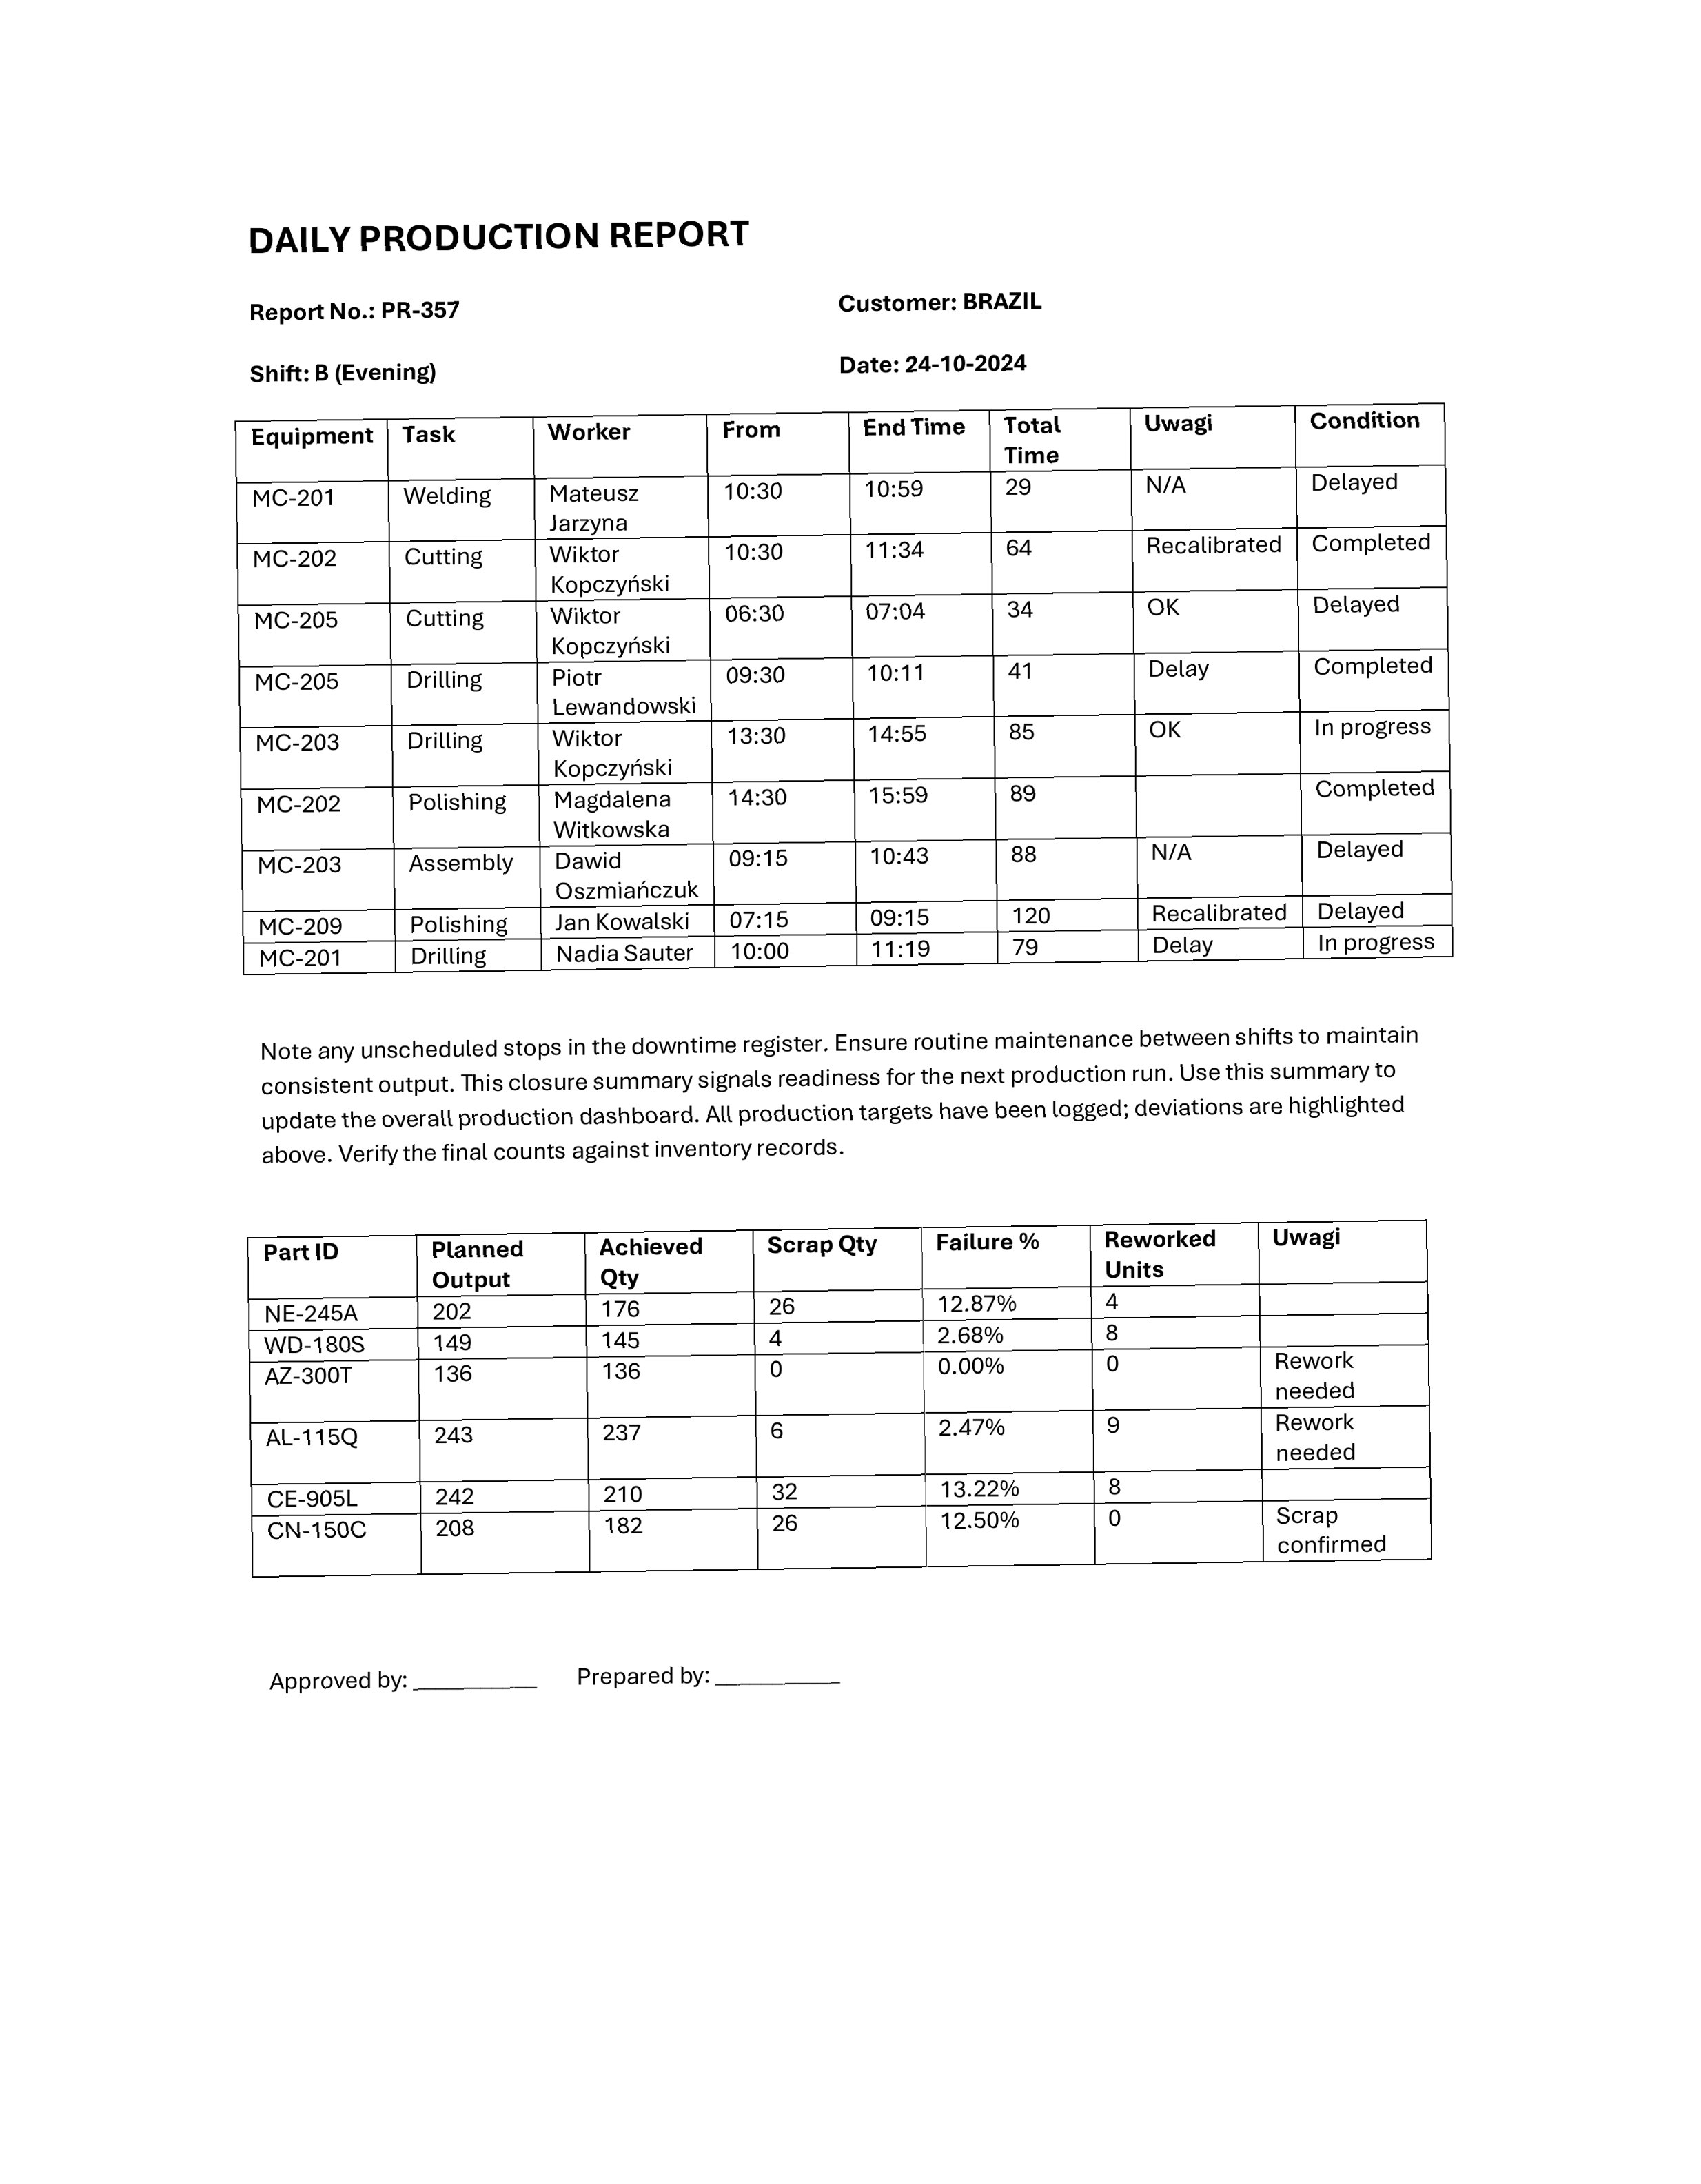 DAILY PRODUCTION REPORT
Report No.: PR-357 Customer: BRAZIL
Shift: B (Evening) Date: 24-10-2024
Equipment Task Worker From End Time Total Time Uwagi Condition
MC-201 Welding Mateusz Jarzyna 10:30 10:59 29 N/A Delayed
MC-202 Cutting Wiktor Kopczyński 10:30 11:34 64 Recalibrated Completed
MC-205 Cutting Wiktor Kopczyński 06:30 07:04 34 OK Delayed
MC-205 Drilling Piotr Lewandowski 09:30 10:11 41 Delay Completed
MC-203 Drilling Wiktor Kopczyński 13:30 14:55 85 OK In progress
MC-202 Polishing Magdalena Witkowska 14:30 15:59 89 Completed
MC-203 Assembly Dawid Oszmiańczuk 09:15 10:43 88 N/A Delayed
MC-209 Polishing Jan Kowalski 07:15 09:15 120 Recalibrated Delayed
MC-201 Drilling Nadia Sauter 10:00 11:19 79 Delay In progress
Note any unscheduled stops in the downtime register. Ensure routine maintenance between shifts to maintain
consistent output. This closure summary signals readiness for the next production run. Use this summary to
update the overall production dashboard. All production targets have been logged; deviations are highlighted
above. Verify the final counts against inventory records.
Part ID Planned Output Achieved Qty Scrap Qty Failure % Reworked Units Uwagi
NE-245A 202 176 26 12.87% 4
WD-180S 149 145 4 2.68% 8
AZ-300T 136 136 0 0.00% 0 Rework needed
AL-115Q 243 237 6 2.47% 9 Rework needed
CE-905L 242 210 32 13.22% 8
CN-150C 208 182 26 12.50% 0 Scrap confirmed
Approved by: __________ Prepared by: __________